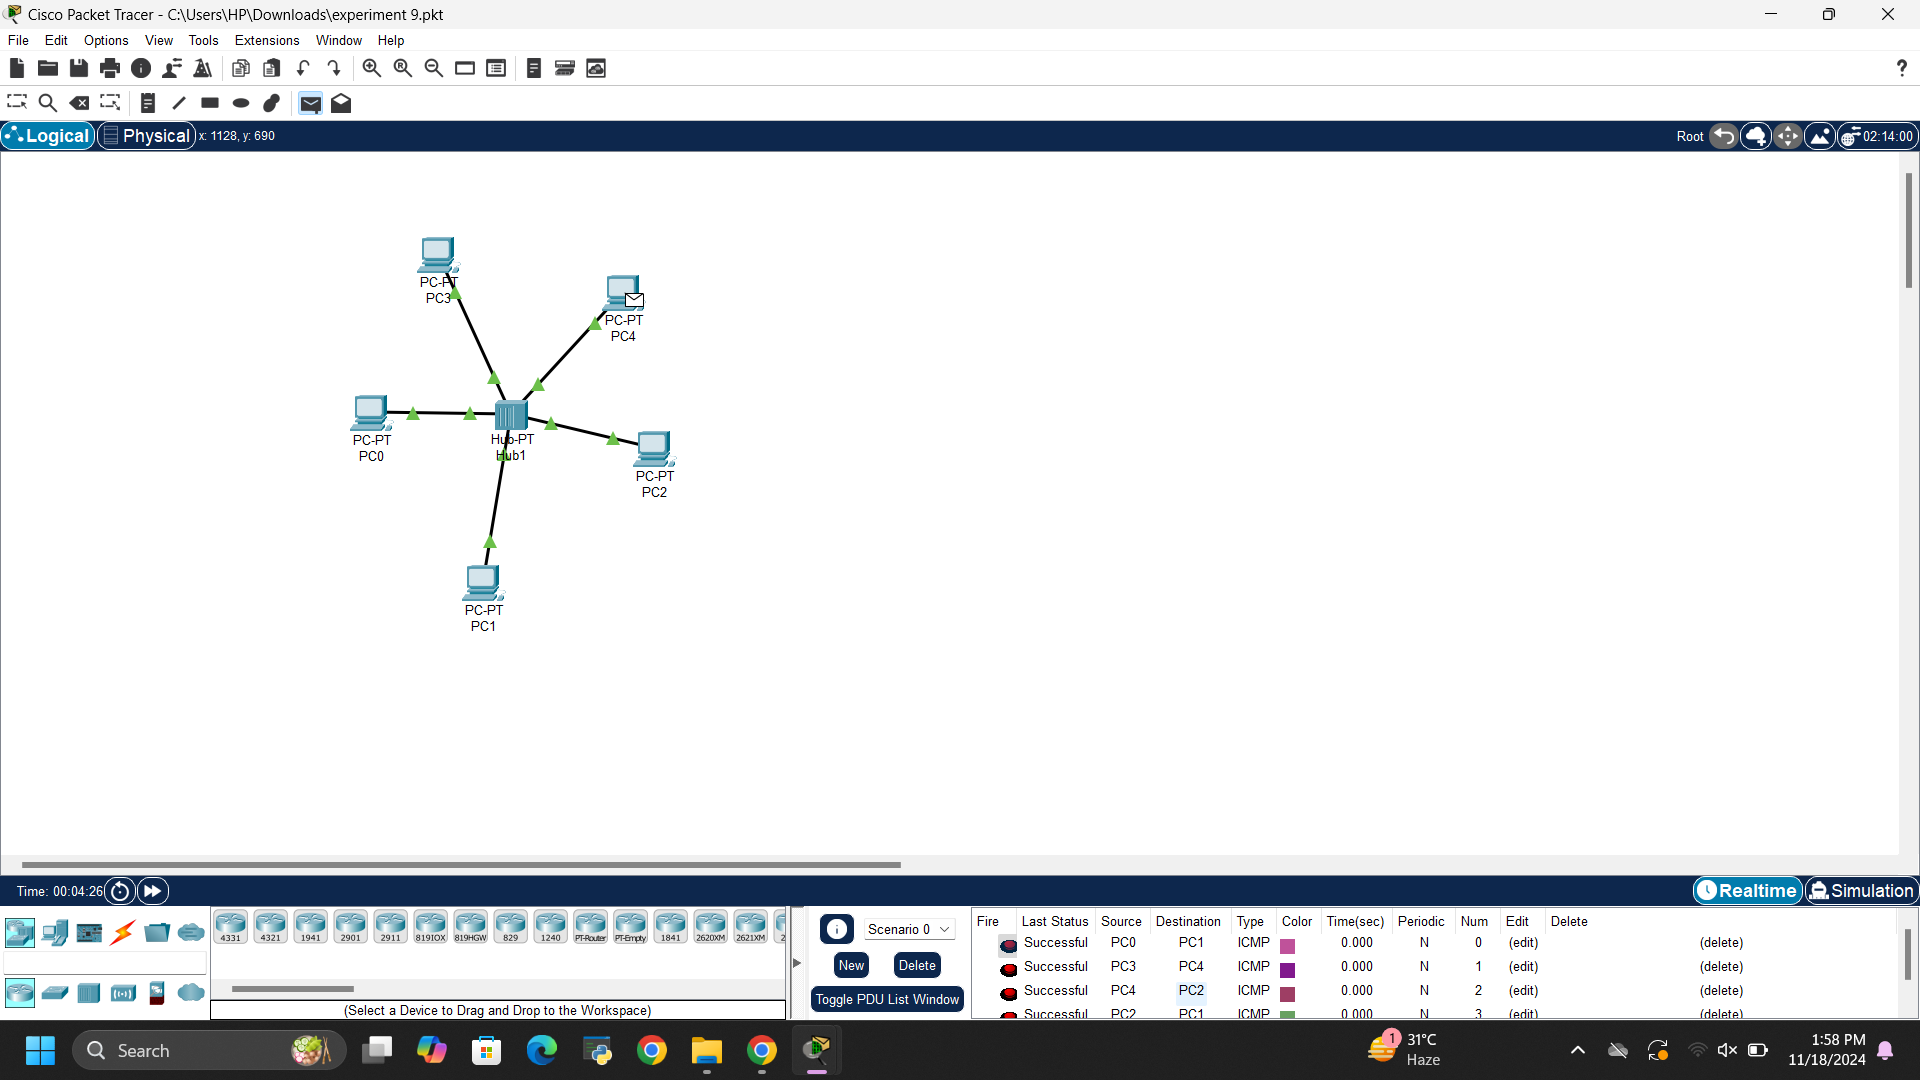 Cisco Packet Tracer - C:\Users\HP\Downloads\experiment 9.pkt
File Edit Options View Tools Extensions Window Help
?
Logical Physical x: 1128, y: 690 Root 02:14:00
PC-PT
PC3
PC-PT
PC4
PC-PT
PC0
Hub-PT
Hub1
PC-PT
PC2
PC-PT
PC1
Time: 00:04:26 Realtime Simulation
4331 4321 1941 2901 2911 819IOX 819HGW 829 1240 PT-Router PT-Empty 1841 2620XM 2621XM 2
(Select a Device to Drag and Drop to the Workspace)
Scenario 0
New Delete
Toggle PDU List Window
Fire Last Status Source Destination Type Color Time(sec) Periodic Num Edit Delete
Successful PC0 PC1 ICMP 0.000 N 0 (edit) (delete)
Successful PC3 PC4 ICMP 0.000 N 1 (edit) (delete)
Successful PC4 PC2 ICMP 0.000 N 2 (edit) (delete)
Successful PC2 PC1 ICMP 0.000 N 3 (edit) (delete)
Search
1
31°C
Haze
1:58 PM
11/18/2024